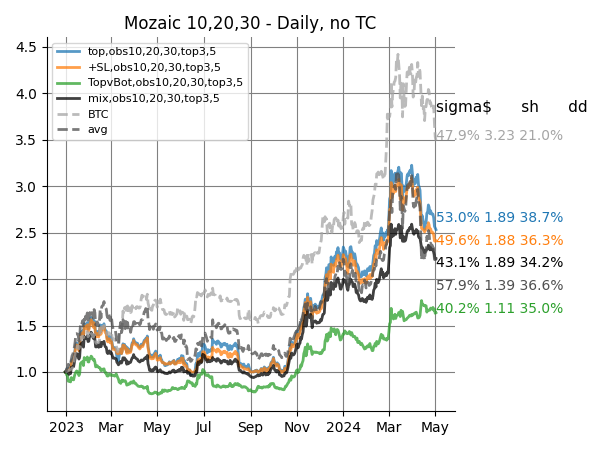 Mozaic 10,20,30 - Daily, no TC
4.5
4.0
3.5
3.0
2.5
2.0
1.5
1.0
top,obs10,20,30,top3,5
+SL,obs10,20,30,top3,5
TopvBot,obs10,20,30,top3,5
mix,obs10,20,30,top3,5
BTC
avg
sigma$ sh dd
47.9% 3.23 21.0%
53.0% 1.89 38.7%
49.6% 1.88 36.3%
43.1% 1.89 34.2%
57.9% 1.39 36.6%
40.2% 1.11 35.0%
2023 Mar May Jul Sep Nov 2024 Mar May